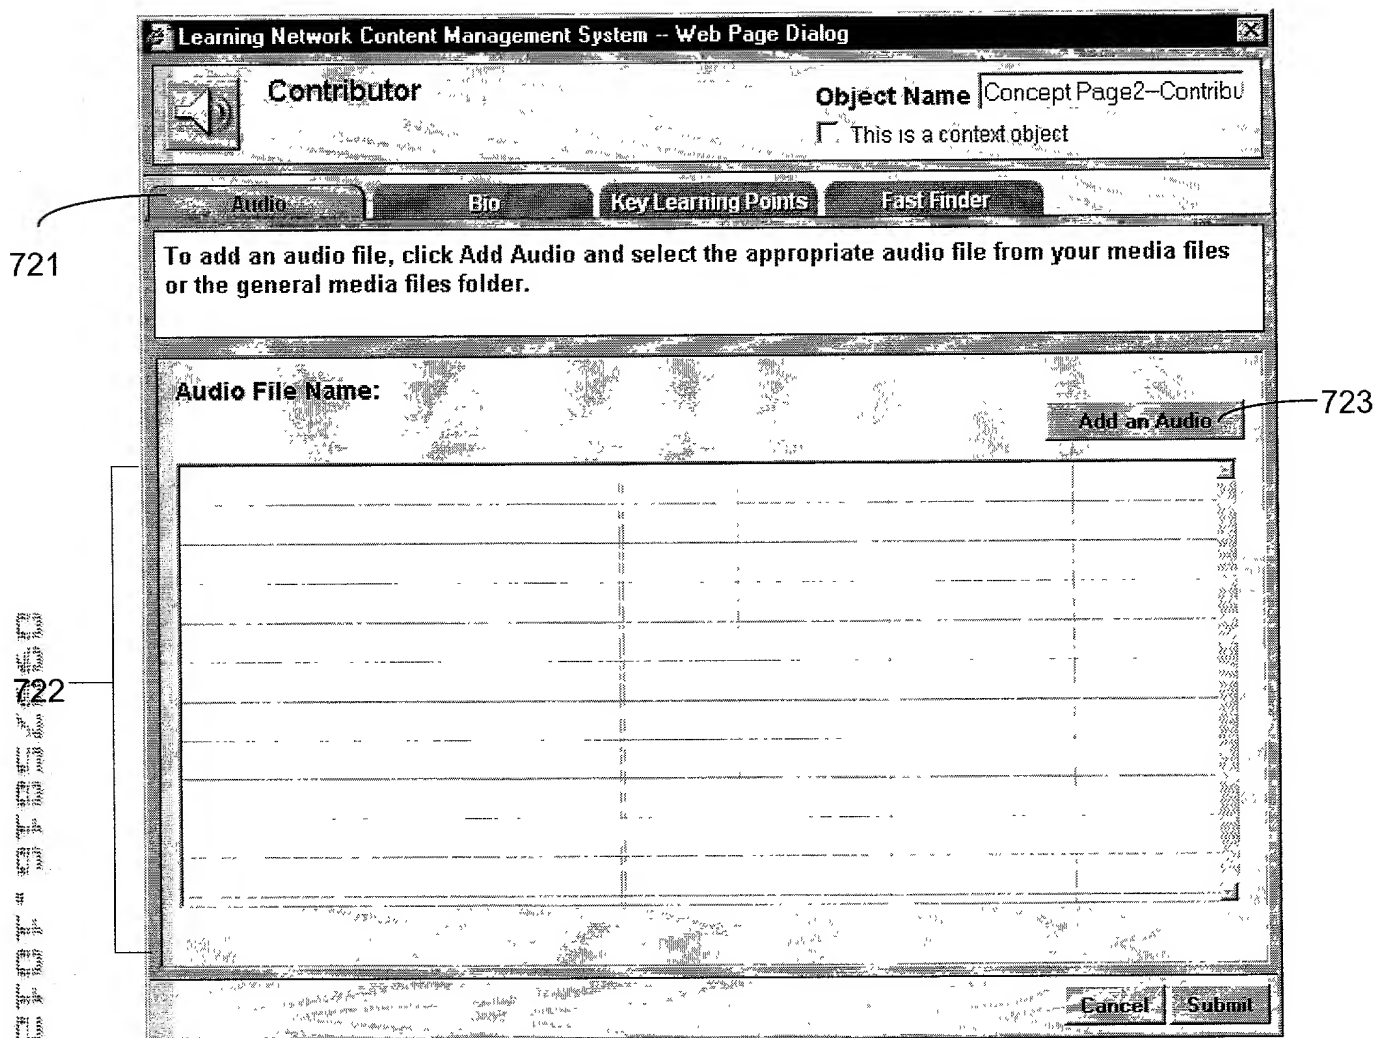 Learning Network Content Management System -- Web Page Dialog
Contributor
Object Name Concept Page2--Contribu
This is a context object
Audio Bio Key Learning Points Fast Finder
721
To add an audio file, click Add Audio and select the appropriate audio file from your media files
or the general media files folder.
Audio File Name:
723
Add an Audio
722
Cancel Submit